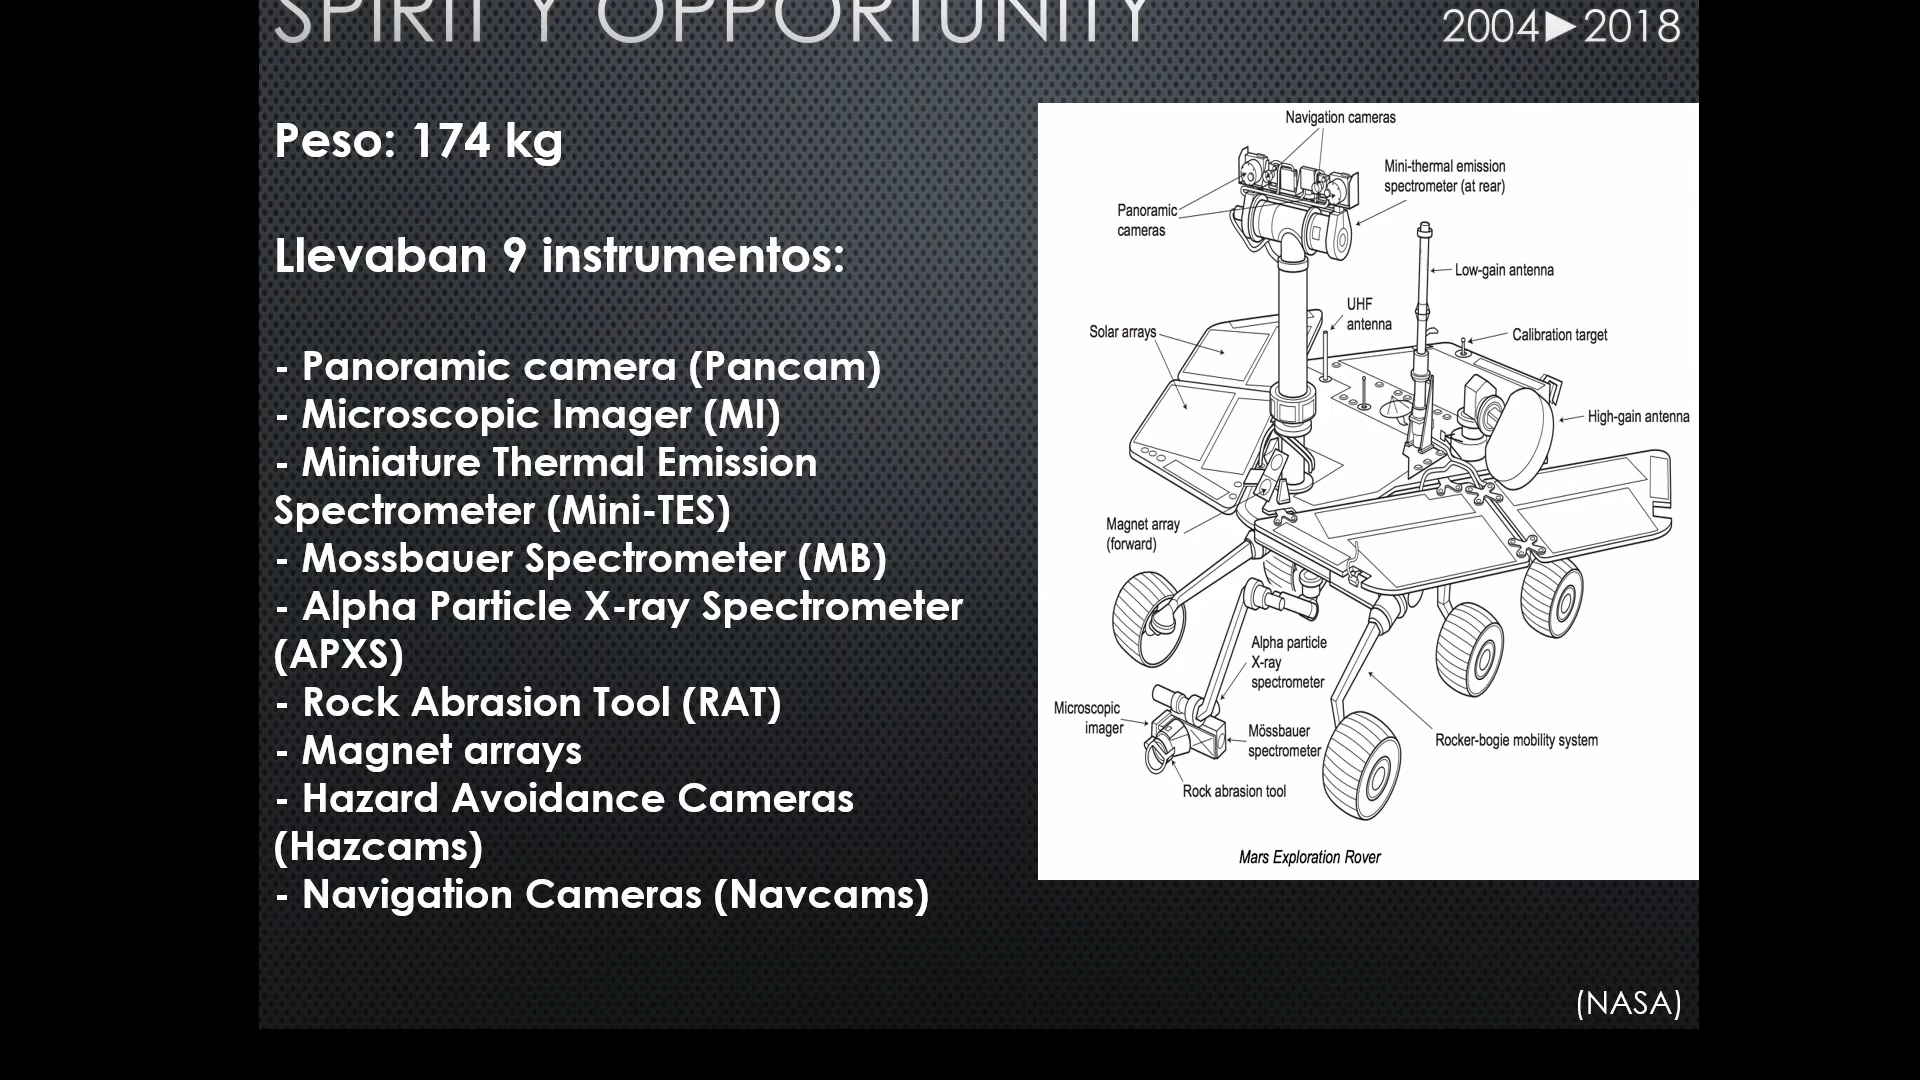 SPIRIT Y OPPORTUNITY
2004►2018
Peso: 174 kg
Llevaban 9 instrumentos:
- Panoramic camera (Pancam)
- Microscopic Imager (MI)
- Miniature Thermal Emission
Spectrometer (Mini-TES)
- Mossbauer Spectrometer (MB)
- Alpha Particle X-ray Spectrometer
(APXS)
- Rock Abrasion Tool (RAT)
- Magnet arrays
- Hazard Avoidance Cameras
(Hazcams)
- Navigation Cameras (Navcams)
Navigation cameras
Mini-thermal emission
spectrometer (at rear)
Panoramic
cameras
Low-gain antenna
UHF
antenna
Solar arrays
Calibration target
High-gain antenna
Magnet array
(forward)
Alpha particle
X-ray
spectrometer
Microscopic
imager
Mössbauer
spectrometer
Rocker-bogie mobility system
Rock abrasion tool
Mars Exploration Rover
(NASA)